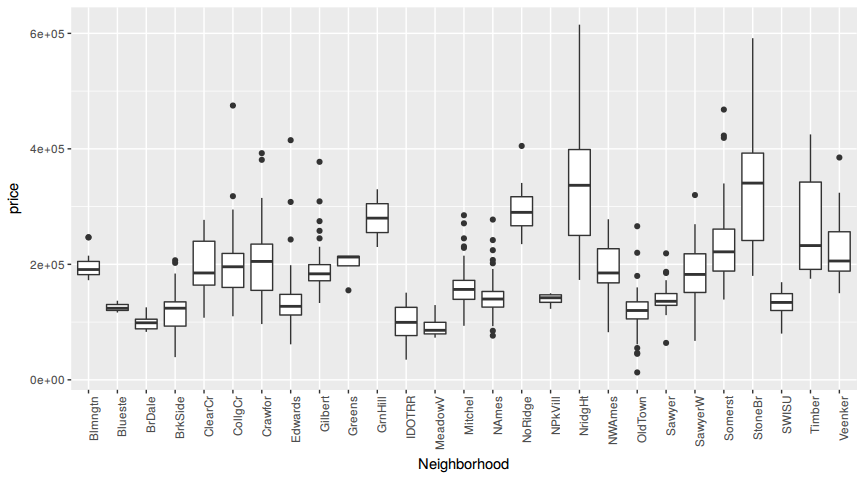 6e+05
4e+05
2e+05
0e+00
price
Blmngtn
Blueste
BrDale
BrkSide
ClearCr
CollgCr
Crawfor
Edwards
Gilbert
Greens
GrnHill
IDOTRR
MeadowV
Mitchel
NAmes
NoRidge
NPkVill
NridgHt
NWAmes
OldTown
Sawyer
SawyerW
Somerst
StoneBr
SWISU
Timber
Veenker
Neighborhood